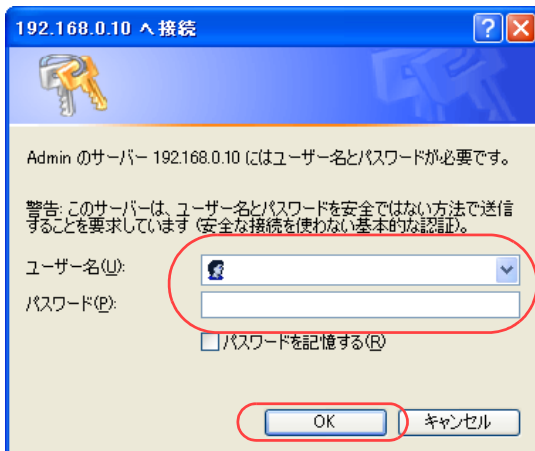 192.168.0.10 へ接続
Admin のサーバー 192.168.0.10 にはユーザー名とパスワードが必要です。
警告: このサーバーは、ユーザー名とパスワードを安全ではない方法で送信
することを要求しています (安全な接続を使わない基本的な認証)。
ユーザー名(U):
パスワード(P):
パスワードを記憶する(R)
OK キャンセル